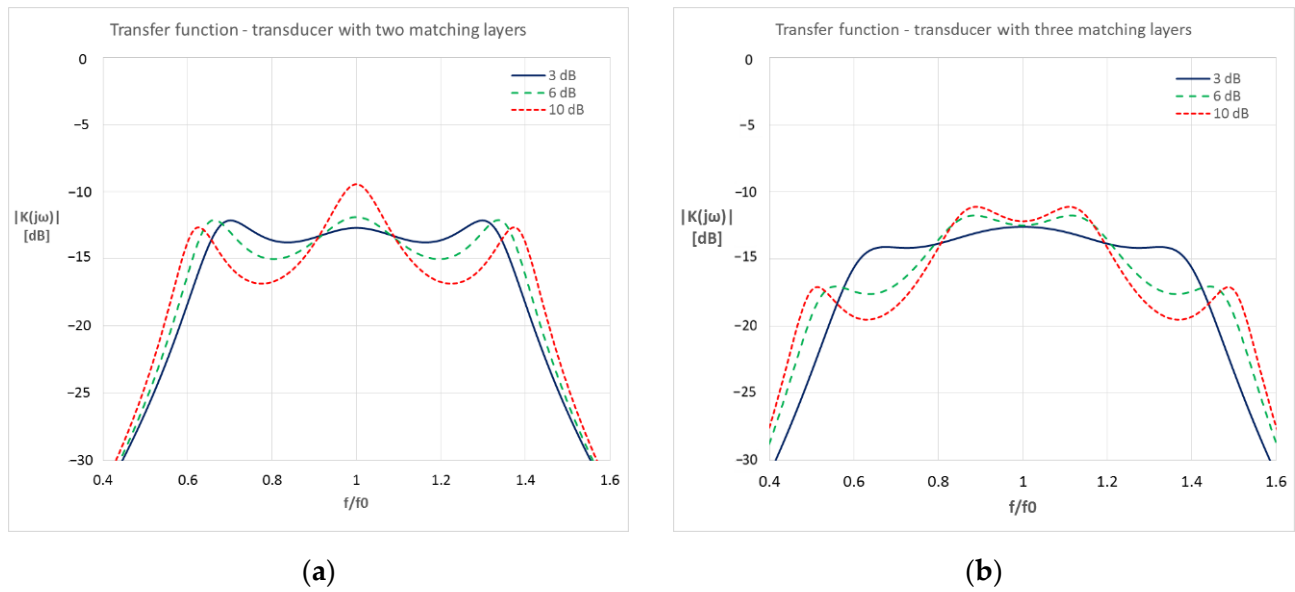 Transfer function - transducer with two matching layers
0
3 dB
6 dB
10 dB
−5
−10
|K(jω)|
[dB]
−15
−20
−25
−30
0.4 0.6 0.8 1 1.2 1.4 1.6
f/f0
(a)
Transfer function - transducer with three matching layers
0
3 dB
6 dB
10 dB
−5
−10
|K(jω)|
[dB]
−15
−20
−25
−30
0.4 0.6 0.8 1 1.2 1.4 1.6
f/f0
(b)